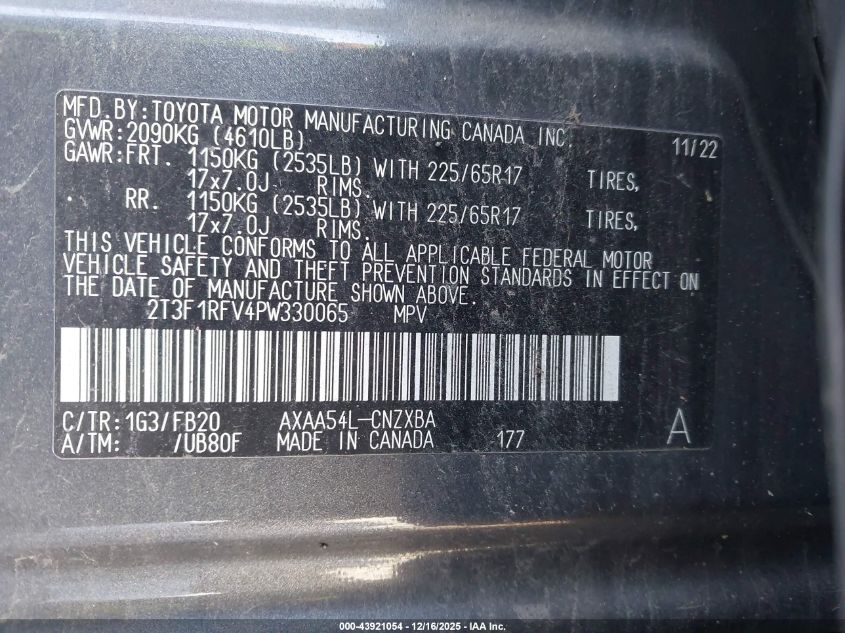 MFD.BY:TOYOTA MOTOR MANUFACTURING CANADA INC.
GVWR:2090KG (4610LB) 11/22
GAWR:FRT. 1150KG (2535LB) WITH 225/65R17 TIRES,
17x7.0J RIMS.
. RR. 1150KG (2535LB) WITH 225/65R17 TIRES,
17x7.0J RIMS.
THIS VEHICLE CONFORMS TO ALL APPLICABLE FEDERAL MOTOR
VEHICLE SAFETY AND THEFT PREVENTION STANDARDS IN EFFECT ON
THE DATE OF MANUFACTURE SHOWN ABOVE.
2T3F1RFV4PW330065 MPV
C/TR:1G3/FB20 AXAA54L-CNZXBA
A/TM: /UB80F MADE IN CANADA 177 A
000-43921054 - 12/16/2025 - IAA Inc.